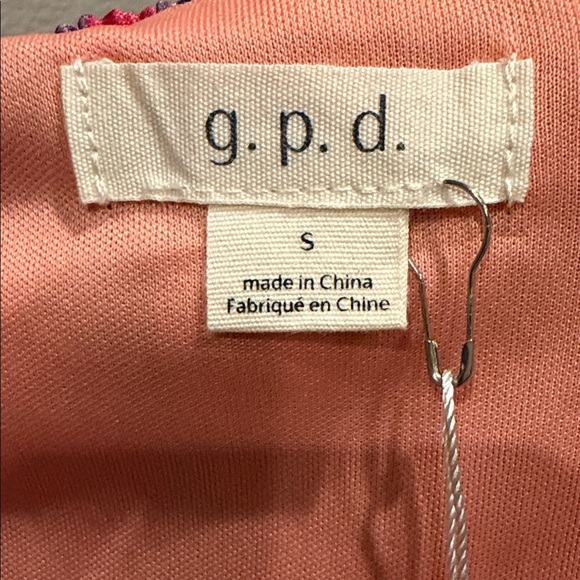 g. p. d.
S
made in China
Fabriqué en Chine